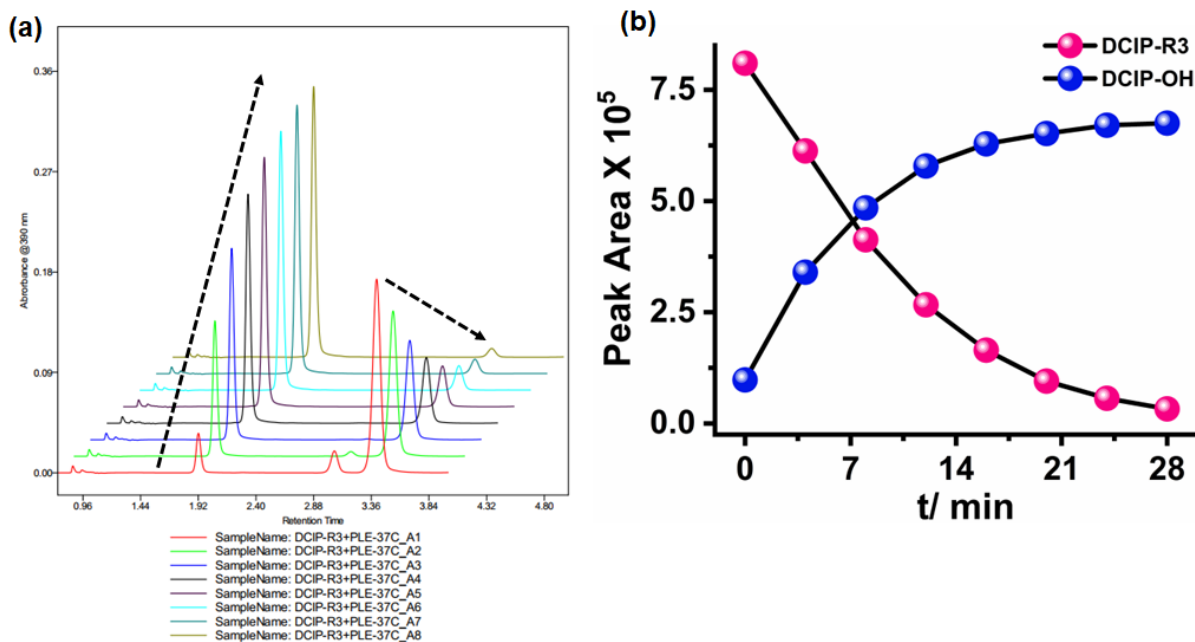 (a)
0.36
0.27
0.18
0.09
0.00
Absorbance @390 nm
0.96 1.44 1.92 2.40 2.88 3.36 3.84 4.32 4.80
Retention Time
SampleName: DCIP-R3+PLE-37C_A1
SampleName: DCIP-R3+PLE-37C_A2
SampleName: DCIP-R3+PLE-37C_A3
SampleName: DCIP-R3+PLE-37C_A4
SampleName: DCIP-R3+PLE-37C_A5
SampleName: DCIP-R3+PLE-37C_A6
SampleName: DCIP-R3+PLE-37C_A7
SampleName: DCIP-R3+PLE-37C_A8
(b)
DCIP-R3
DCIP-OH
7.5
5.0
2.5
0.0
Peak Area X 10⁵
0 7 14 21 28
t/ min